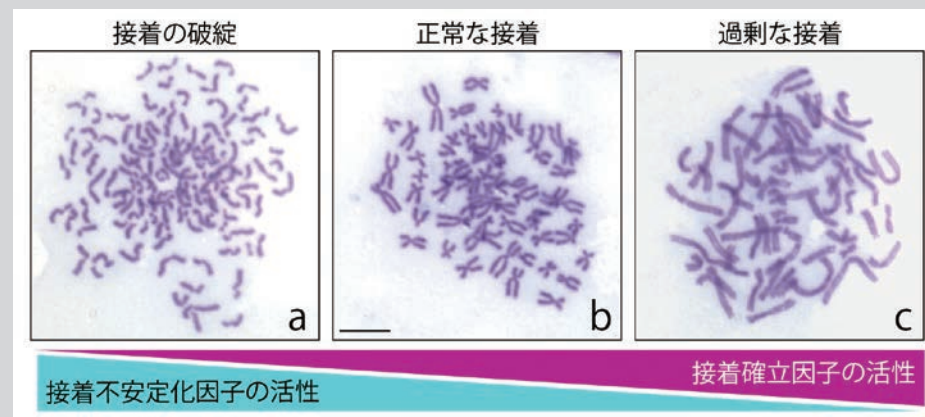 接着の破綻
正常な接着
過剰な接着
a
b
c
接着確立因子の活性
接着不安定化因子の活性